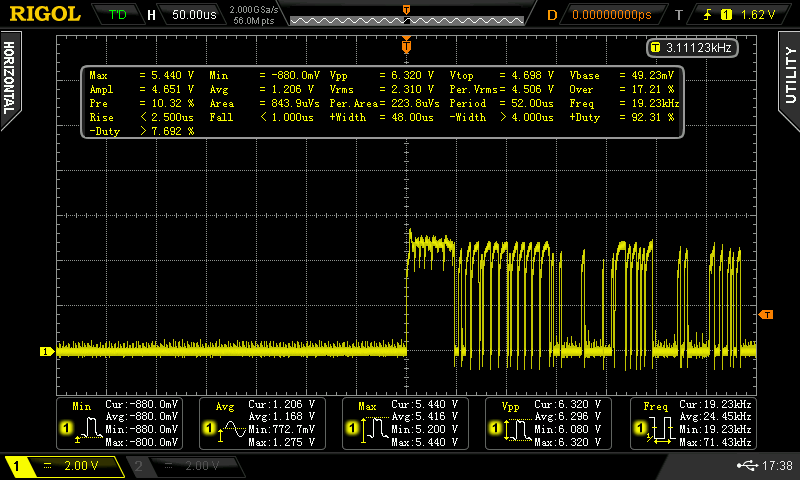 RIGOL T'D H 50.00us 2.000GSa/s 56.0M pts D 0.00000000ps T 1 1.62 V
HORIZONTAL
UTILITY
T 3.11123kHz
Max = 5.440 V Min = -880.0mV Vpp = 6.320 V Vtop = 4.698 V Vbase = 49.23mV
Ampl = 4.651 V Avg = 1.206 V Vrms = 2.310 V Per.Vrms= 4.506 V Over = 17.21 %
Pre = 10.32 % Area = 843.9uVs Per.Area= 223.8uVs Period = 52.00us Freq = 19.23kHz
Rise < 2.500us Fall < 1.000us +Width = 48.00us -Width > 4.000us +Duty = 92.31 %
-Duty > 7.692 %
T
T
1
Min Cur:-880.0mV Avg:-880.0mV Min:-880.0mV Max:-800.0mV
1
Avg Cur:1.206 V Avg:1.168 V Min:772.7mV Max:1.275 V
1
Max Cur:5.440 V Avg:5.416 V Min:5.200 V Max:5.440 V
1
Vpp Cur:6.320 V Avg:6.296 V Min:6.080 V Max:6.320 V
1
Freq Cur:19.23kHz Avg:24.45kHz Min:19.23kHz Max:71.43kHz
1
1 2.00 V 2 2.00 V 17:38